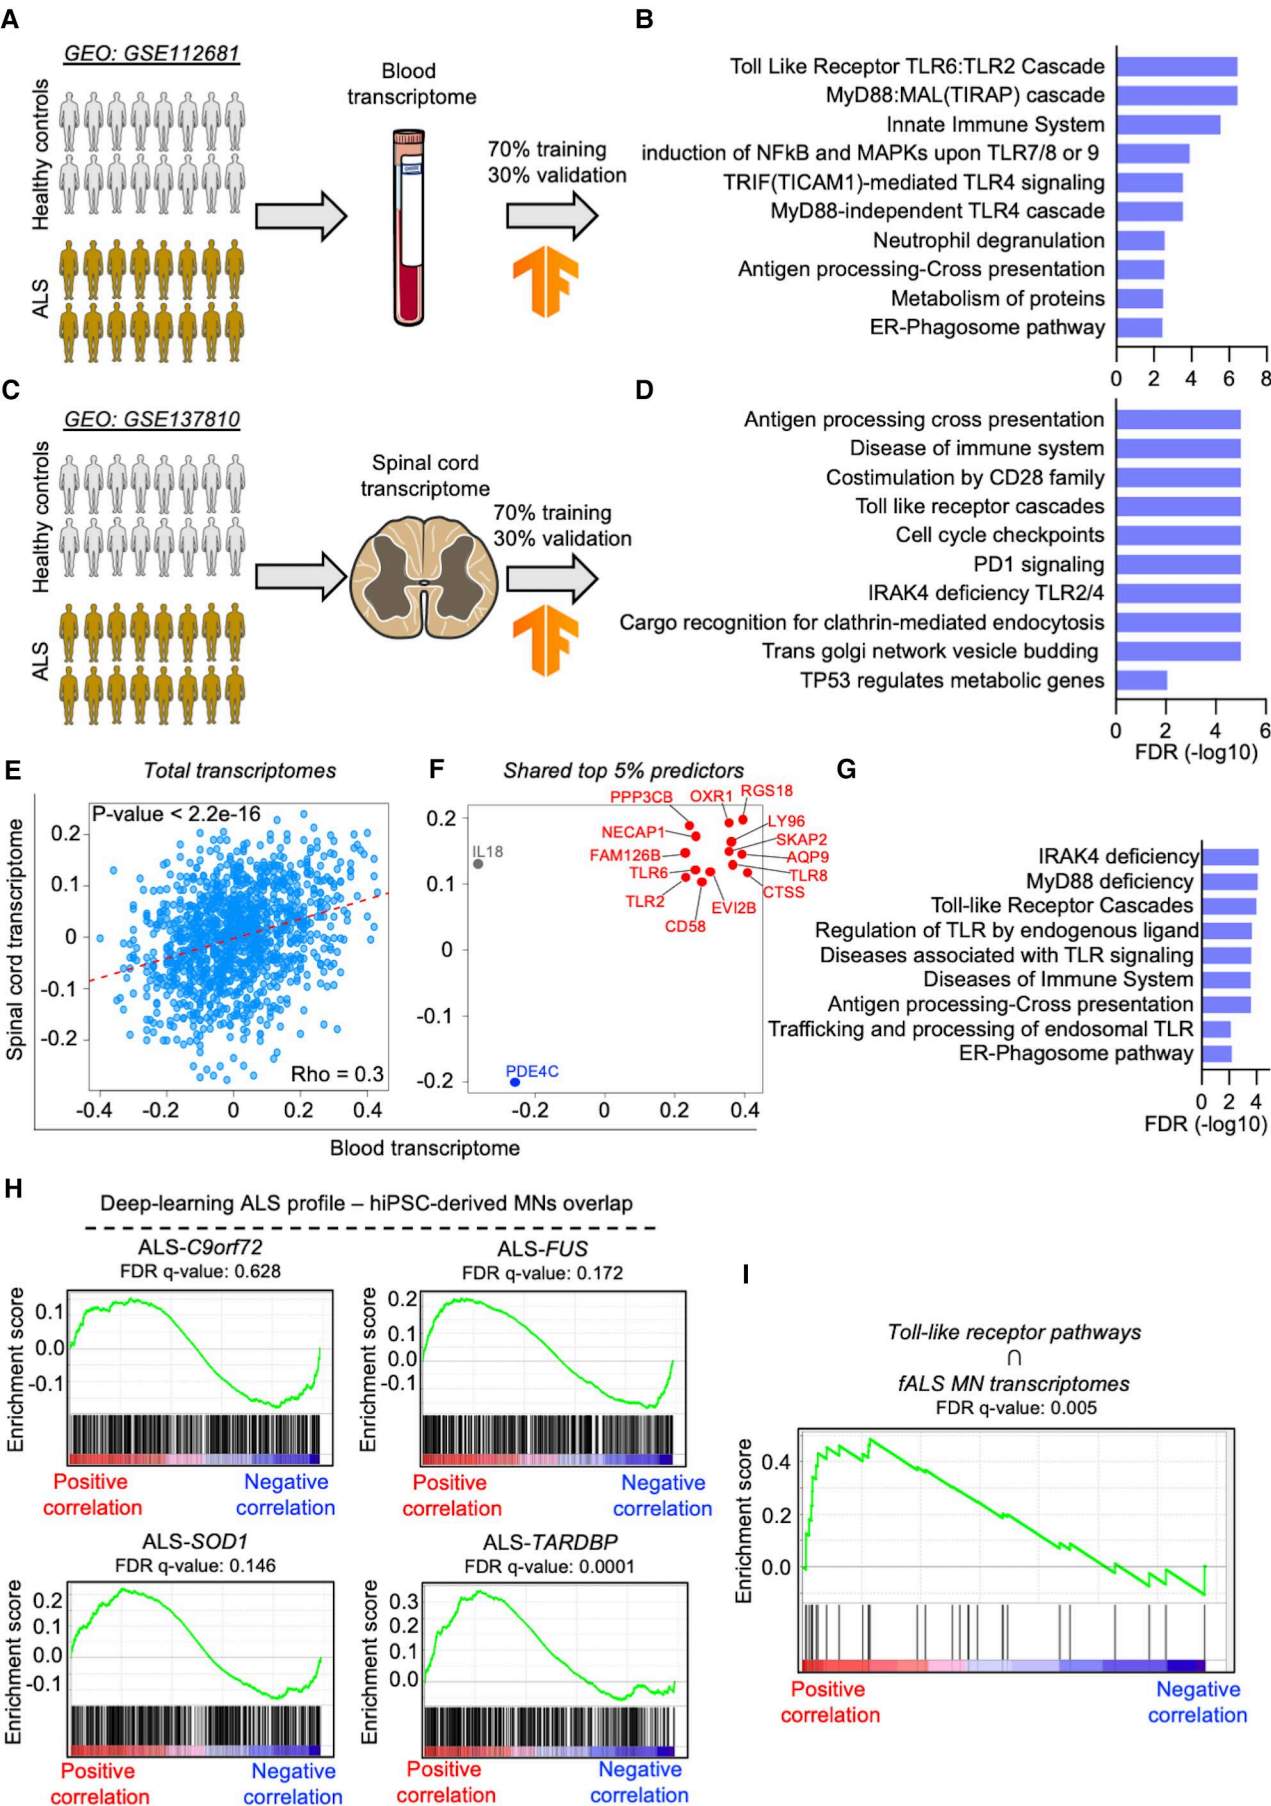 A
GEO: GSE112681
Healthy controls
ALS
Blood
transcriptome
70% training
30% validation
B
Toll Like Receptor TLR6:TLR2 Cascade
MyD88:MAL(TIRAP) cascade
Innate Immune System
induction of NFkB and MAPKs upon TLR7/8 or 9
TRIF(TICAM1)-mediated TLR4 signaling
MyD88-independent TLR4 cascade
Neutrophil degranulation
Antigen processing-Cross presentation
Metabolism of proteins
ER-Phagosome pathway
0 2 4 6 8
C
GEO: GSE137810
Healthy controls
ALS
Spinal cord
transcriptome
70% training
30% validation
D
Antigen processing cross presentation
Disease of immune system
Costimulation by CD28 family
Toll like receptor cascades
Cell cycle checkpoints
PD1 signaling
IRAK4 deficiency TLR2/4
Cargo recognition for clathrin-mediated endocytosis
Trans golgi network vesicle budding
TP53 regulates metabolic genes
0 2 4 6
FDR (-log10)
E
Total transcriptomes
P-value < 2.2e-16
Spinal cord transcriptome
0.2
0.1
0
-0.1
-0.2
Rho = 0.3
-0.4 -0.2 0 0.2 0.4
F
Shared top 5% predictors
0.2
0.1
0
-0.1
-0.2
PPP3CB
OXR1
RGS18
NECAP1
LY96
SKAP2
FAM126B
AQP9
TLR6
TLR8
TLR2
CTSS
EVI2B
CD58
IL18
PDE4C
-0.2 0 0.2 0.4
Blood transcriptome
G
IRAK4 deficiency
MyD88 deficiency
Toll-like Receptor Cascades
Regulation of TLR by endogenous ligand
Diseases associated with TLR signaling
Diseases of Immune System
Antigen processing-Cross presentation
Trafficking and processing of endosomal TLR
ER-Phagosome pathway
0 2 4
FDR (-log10)
H
Deep-learning ALS profile – hiPSC-derived MNs overlap
ALS-C9orf72
FDR q-value: 0.628
Enrichment score
0.1
0.0
-0.1
Positive
correlation
Negative
correlation
ALS-FUS
FDR q-value: 0.172
Enrichment score
0.2
0.1
0.0
-0.1
Positive
correlation
Negative
correlation
ALS-SOD1
FDR q-value: 0.146
Enrichment score
0.2
0.1
0.0
-0.1
Positive
correlation
Negative
correlation
ALS-TARDBP
FDR q-value: 0.0001
Enrichment score
0.3
0.2
0.1
0.0
Positive
correlation
Negative
correlation
I
Toll-like receptor pathways
∩
fALS MN transcriptomes
FDR q-value: 0.005
Enrichment score
0.4
0.2
0.0
Positive
correlation
Negative
correlation